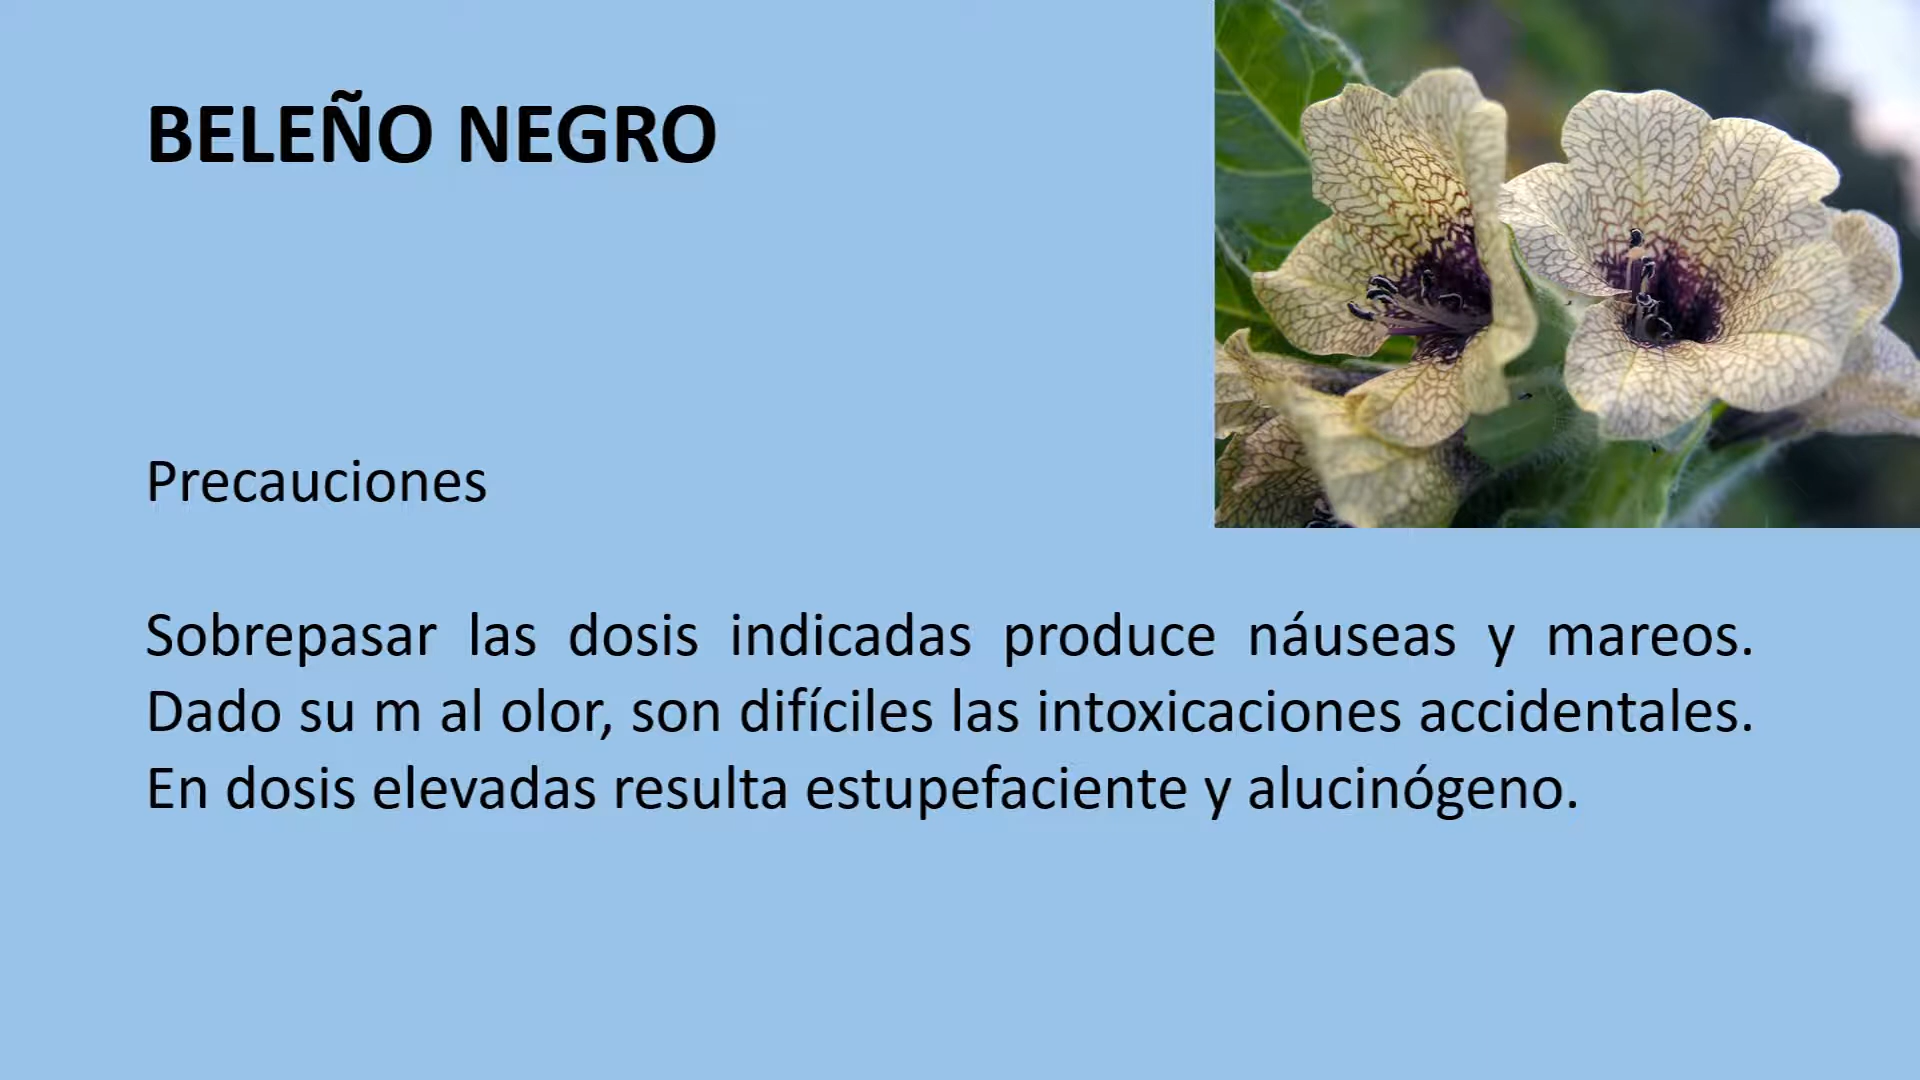 BELEÑO NEGRO
Precauciones
Sobrepasar las dosis indicadas produce náuseas y mareos.
Dado su m al olor, son difíciles las intoxicaciones accidentales.
En dosis elevadas resulta estupefaciente y alucinógeno.